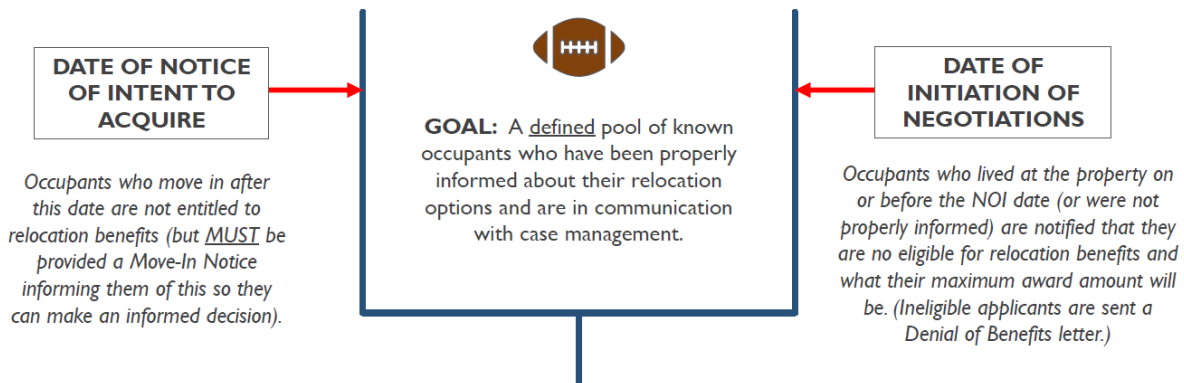 DATE OF NOTICE
OF INTENT TO
ACQUIRE
Occupants who move in after
this date are not entitled to
relocation benefits (but MUST be
provided a Move-In Notice
informing them of this so they
can make an informed decision).
GOAL: A defined pool of known
occupants who have been properly
informed about their relocation
options and are in communication
with case management.
DATE OF
INITIATION OF
NEGOTIATIONS
Occupants who lived at the property on
or before the NOI date (or were not
properly informed) are notified that they
are no eligible for relocation benefits and
what their maximum award amount will
be. (Ineligible applicants are sent a
Denial of Benefits letter.)